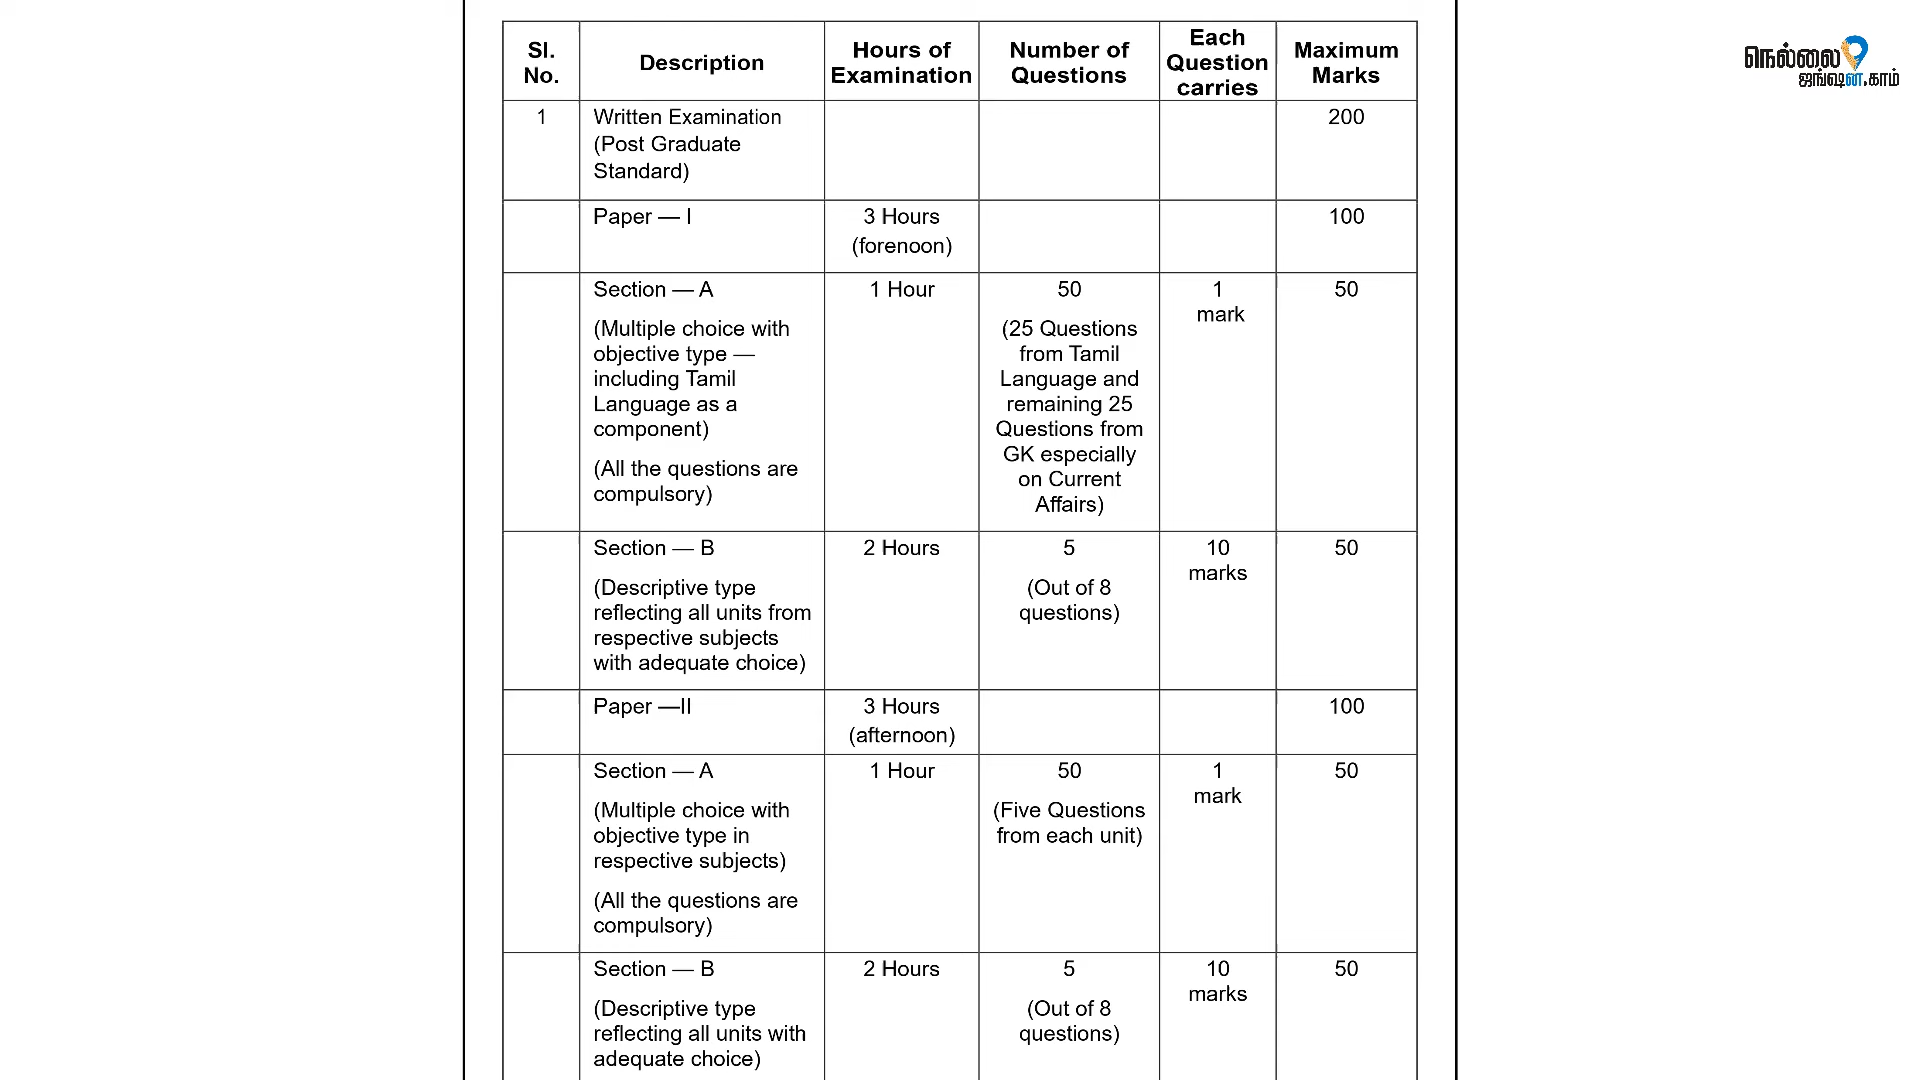 Sl. No.
Description
Hours of Examination
Number of Questions
Each Question carries
Maximum Marks
1
Written Examination
(Post Graduate
Standard)
200
Paper — I
3 Hours
(forenoon)
100
Section — A
(Multiple choice with
objective type —
including Tamil
Language as a
component)
(All the questions are
compulsory)
1 Hour
50
(25 Questions
from Tamil
Language and
remaining 25
Questions from
GK especially
on Current
Affairs)
1
mark
50
Section — B
(Descriptive type
reflecting all units from
respective subjects
with adequate choice)
2 Hours
5
(Out of 8
questions)
10
marks
50
Paper —II
3 Hours
(afternoon)
100
Section — A
(Multiple choice with
objective type in
respective subjects)
(All the questions are
compulsory)
1 Hour
50
(Five Questions
from each unit)
1
mark
50
Section — B
(Descriptive type
reflecting all units with
adequate choice)
2 Hours
5
(Out of 8
questions)
10
marks
50
நெல்லை
ஜங்ஷன்.காம்